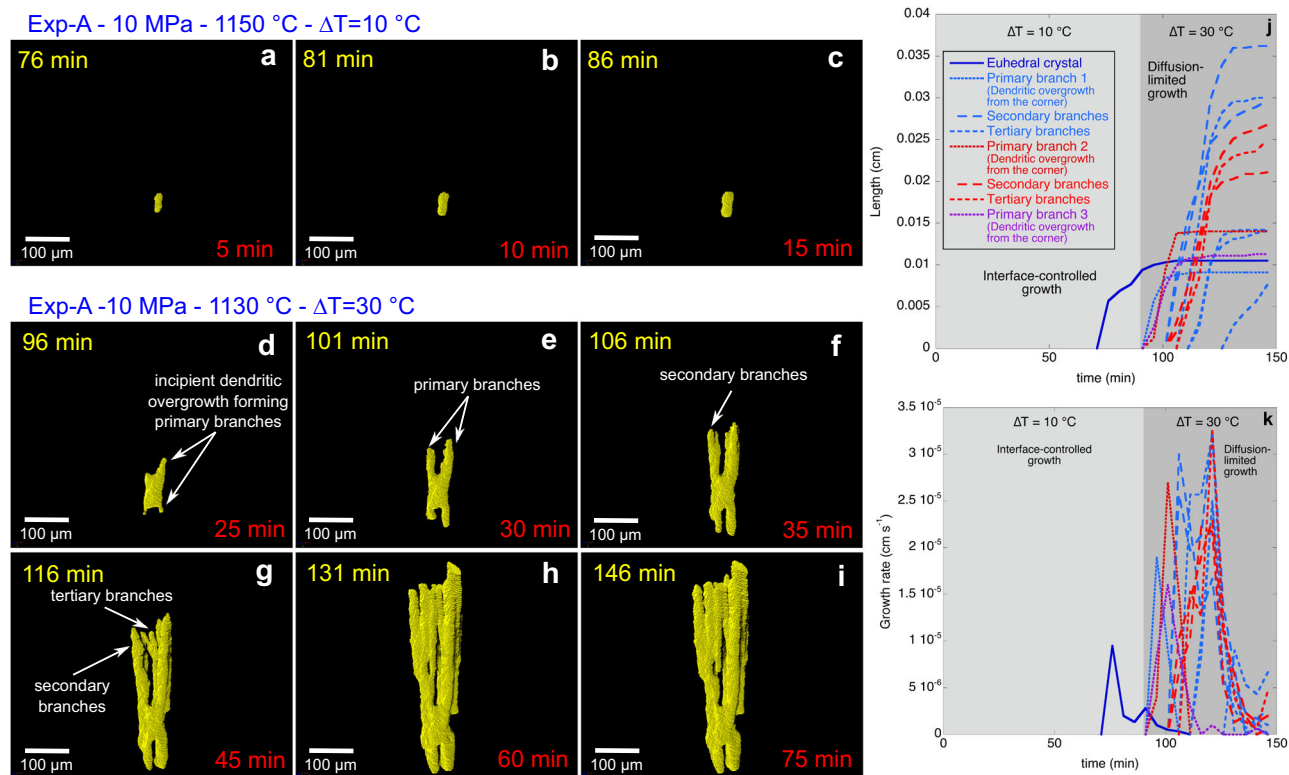 Exp-A - 10 MPa - 1150 °C - ΔT=10 °C
76 min
a
100 µm
5 min
81 min
b
100 µm
10 min
86 min
c
100 µm
15 min
Exp-A -10 MPa - 1130 °C - ΔT=30 °C
96 min
d
incipient dendritic
overgrowth forming
primary branches
100 µm
25 min
101 min
e
primary branches
100 µm
30 min
106 min
f
secondary branches
100 µm
35 min
116 min
g
tertiary branches
secondary
branches
100 µm
45 min
131 min
h
100 µm
60 min
146 min
i
100 µm
75 min
j
ΔT = 10 °C
ΔT = 30 °C
Euhedral crystal
Primary branch 1
(Dendritic overgrowth
from the corner)
Secondary branches
Tertiary branches
Primary branch 2
(Dendritic overgrowth
from the corner)
Secondary branches
Tertiary branches
Primary branch 3
(Dendritic overgrowth
from the corner)
Diffusion-
limited
growth
Interface-controlled
growth
Length (cm)
0.04
0.035
0.03
0.025
0.02
0.015
0.01
0.005
0
0
50
100
150
time (min)
k
ΔT = 10 °C
ΔT = 30 °C
Interface-controlled
growth
Diffusion-
limited
growth
Growth rate (cm s⁻¹)
3.5 10⁻⁵
3 10⁻⁵
2.5 10⁻⁵
2 10⁻⁵
1.5 10⁻⁵
1 10⁻⁵
5 10⁻⁶
0
0
50
100
150
time (min)